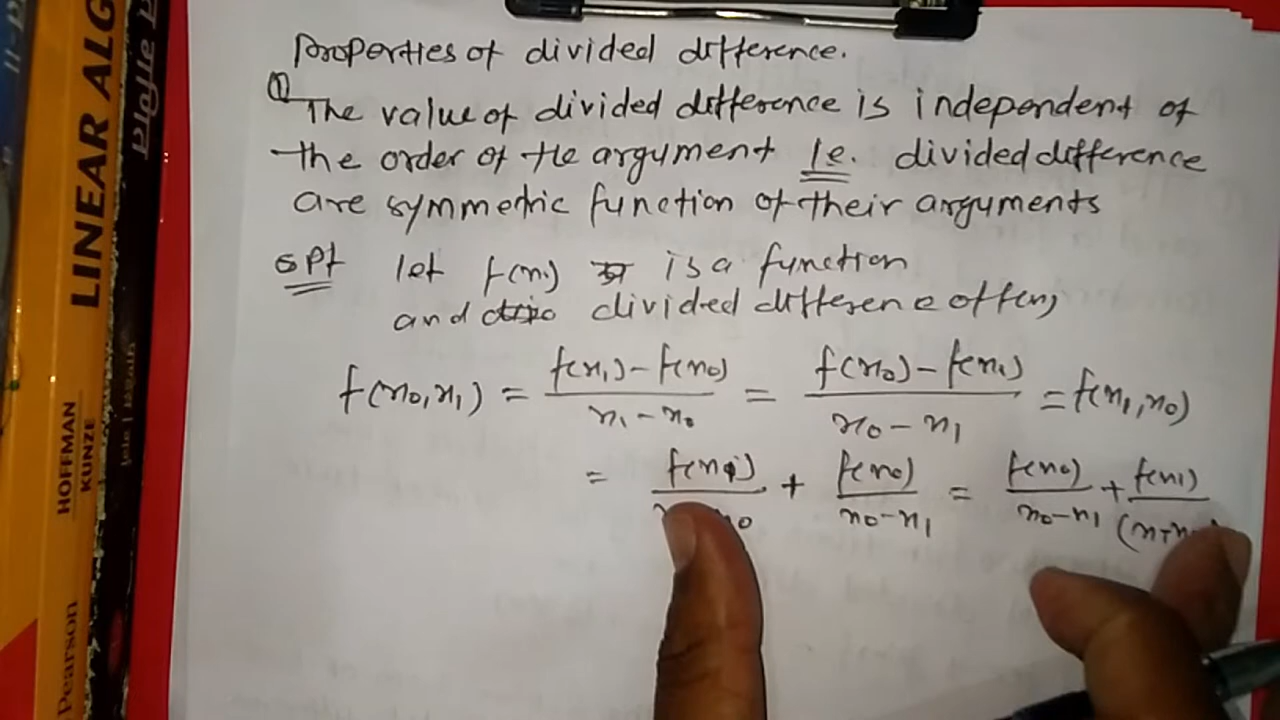 LINEAR ALG
HOFFMAN
KUNZE
Pearson
Properties of divided difference.
① The value of divided difference is independent of
the order of the argument i.e. divided difference
are symmetric function of their arguments
let f(x) is a function
and divided difference of f(x)
f(x₀,x₁) = f(x₁)-f(x₀)/x₁-x₀ = f(x₀)-f(x₁)/x₀-x₁ = f(x₁,x₀)
= f(x₁)/ + f(x₀)/x₀-x₁ = f(x₀)/x₀-x₁ + f(x₁)/